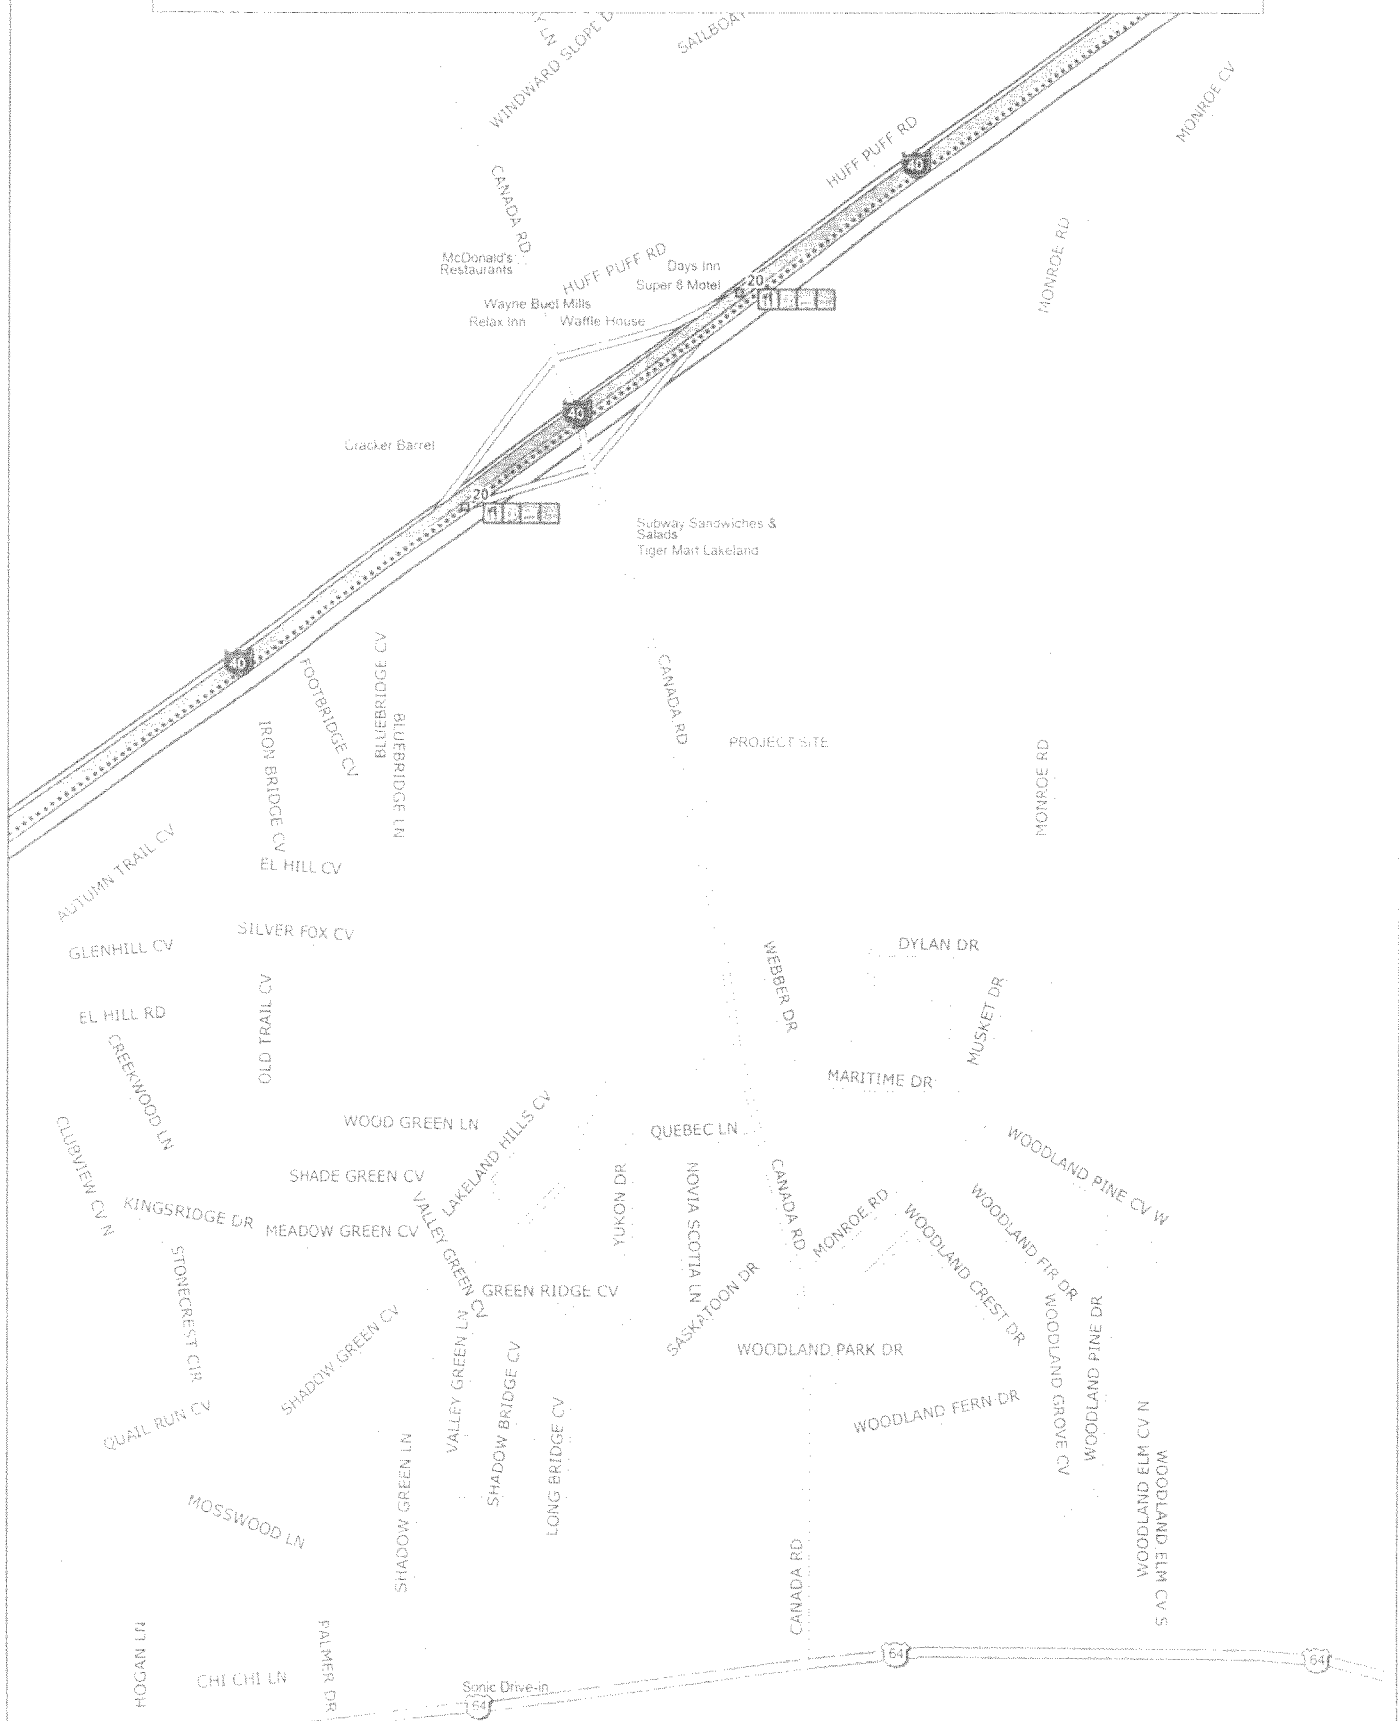 WINDWARD SLOPE D
SAILBOAT
MONROE CV
HUFF PUFF RD
40
CANADA RD
MONROE RD
McDonald's
Restaurants
HUFF PUFF RD
Days Inn
Super 8 Motel
20
Wayne Buel Mills
Relax Inn
Waffle House
40
Cracker Barrel
20
Subway Sandwiches &
Salads
Tiger Mart Lakeland
40
FOOTBRIDGE CV
BLUEBRIDGE CV
BLUEBRIDGE LN
IRON BRIDGE CV
CANADA RD
PROJECT SITE
MONROE RD
AUTUMN TRAIL CV
EL HILL CV
GLENHILL CV
SILVER FOX CV
DYLAN DR
WEBBER DR
EL HILL RD
OLD TRAIL CV
MUSKET DR
CREEKWOOD LN
MARITIME DR
CLUBVIEW CV N
WOOD GREEN LN
LAKELAND HILLS CV
QUEBEC LN
WOODLAND PINE CV W
SHADE GREEN CV
YUKON DR
NOVIA SCOTIA LN
CANADA RD
KINGSRIDGE DR
MEADOW GREEN CV
VALLEY GREEN CV
MONROE RD
WOODLAND CREST DR
WOODLAND FIR DR
STONECREST CIR
GREEN RIDGE CV
SASKATOON DR
SHADOW GREEN CV
VALLEY GREEN LN
SHADOW BRIDGE CV
WOODLAND PARK DR
WOODLAND GROVE CV
WOODLAND PINE DR
QUAIL RUN CV
LONG BRIDGE CV
WOODLAND FERN DR
SHADOW GREEN LN
WOODLAND ELM CV N
WOODLAND ELM CV S
MOSSWOOD LN
CANADA RD
HOGAN LN
CHI CHI LN
PALMER DR
Sonic Drive-in
64
64
64